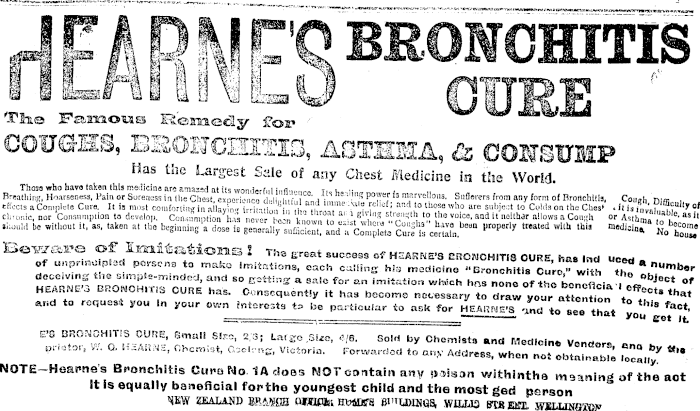 HEARNE'S BRONCHITIS
CURE
The Famous Remedy for
COUGHS, BRONCHITIS, ASTHMA, & CONSUMP
Has the Largest Sale of any Chest Medicine in the World.
Those who have taken this medicine are amazed at its wonderful influence. Its healing power is marvellous. Sufferers from any form of Bronchitis, Cough, Difficulty of
Breathing, Hoarseness, Pain or Soreness in the Chest, experience delightful and immediate relief; and to those who are subject to Colds on the Chest it is invaluable, as it
effects a Complete Cure. It is most comforting in allaying irritation in the throat and giving strength to the voice, and it neither allows a Cough or Asthma to become
chronic, nor Consumption to develop. Consumption has never been known to exist where "Coughs" have been properly treated with this medicine. No house
should be without it, as, taken at the beginning a dose is generally sufficient, and a Complete Cure is certain.
Beware of Imitations! The great success of HEARNE'S BRONCHITIS CURE, has ind uced a number
of unprincipled persons to make imitations, each calling his medicine "Bronchitis Cure," with the object of
deceiving the simple-minded, and so getting a sale for an imitation which has none of the beneficia l effects that
HEARNE'S BRONCHITIS CURE has. Consequently it has become necessary to draw your attention to this fact,
and to request you in your own interests to be particular to ask for HEARNE'S and to see that you get it.
E'S BRONCHITIS CURE, Small Size, 2/6; Large Size, 4/6. Sold by Chemists and Medicine Vendors, and by the
prietor, W. G. HEARNE, Chemist, Geelong, Victoria. Forwarded to any Address, when not obtainable locally.
NOTE—Hearne's Bronchitis Cure No. 1A does NOT contain any poison withinthe meaning of the act
It is equally beneficial for the youngest child and the most ged person
NEW ZEALAND BRANCH OFFICE: HUME'S BUILDINGS, WILLIS STREET, WELLINGTON